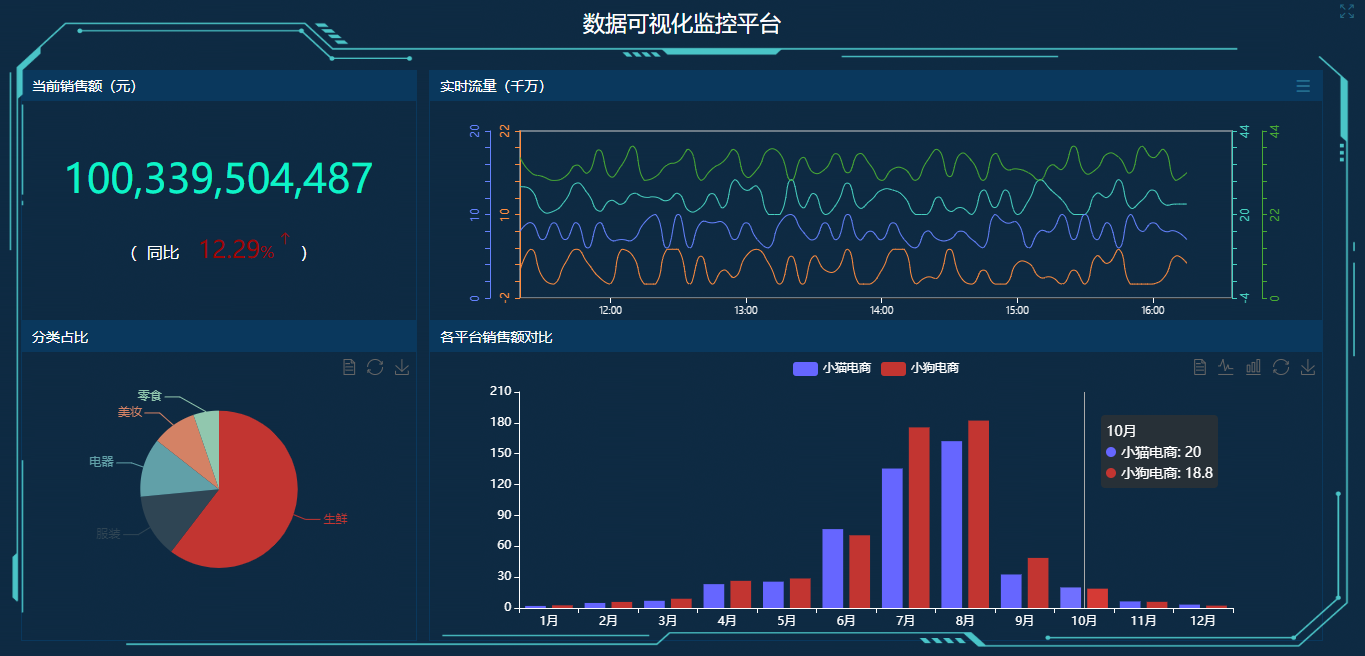 数据可视化监控平台
当前销售额（元）
100,339,504,487
（ 同比 12.29% ↑ ）
实时流量（千万）
20 22 44 44
10 10 20 22
0 -2 -4 0
12:00 13:00 14:00 15:00 16:00
分类占比
零食
美妆
电器
服装
生鲜
各平台销售额对比
小猫电商 小狗电商
210
180
150
120
90
60
30
0
10月
小猫电商: 20
小狗电商: 18.8
1月 2月 3月 4月 5月 6月 7月 8月 9月 10月 11月 12月